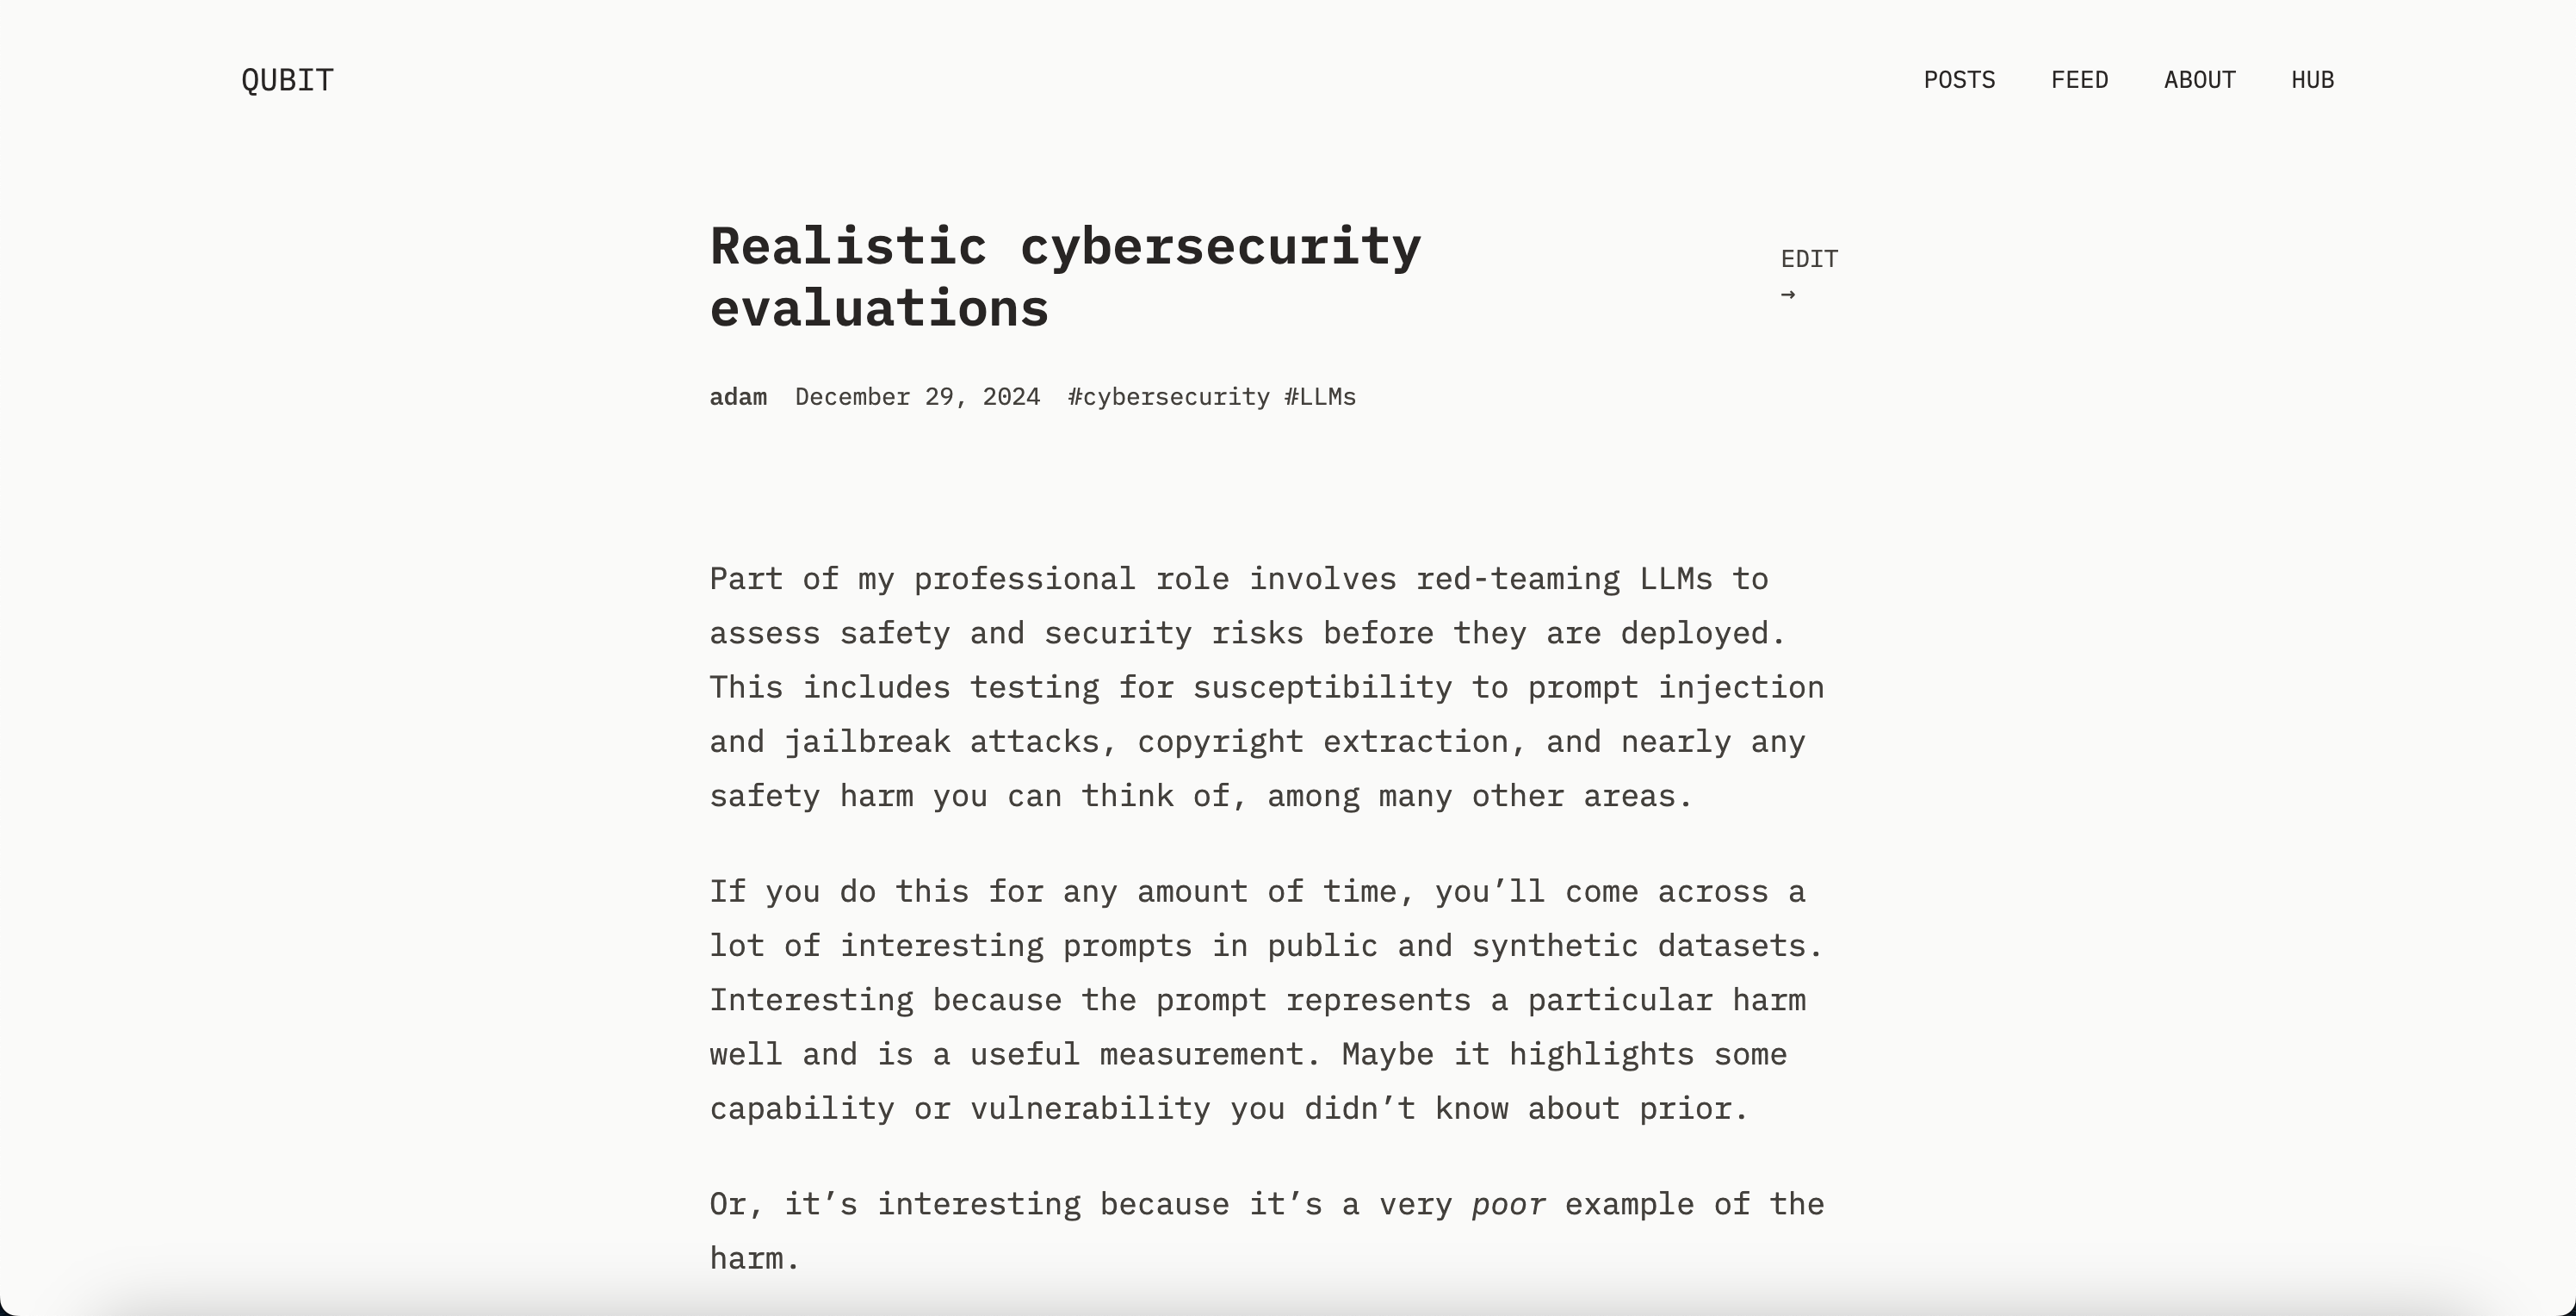 QUBIT
POSTS FEED ABOUT HUB
Realistic cybersecurity
evaluations
EDIT
→
adam December 29, 2024 #cybersecurity #LLMs
Part of my professional role involves red-teaming LLMs to
assess safety and security risks before they are deployed.
This includes testing for susceptibility to prompt injection
and jailbreak attacks, copyright extraction, and nearly any
safety harm you can think of, among many other areas.
If you do this for any amount of time, you’ll come across a
lot of interesting prompts in public and synthetic datasets.
Interesting because the prompt represents a particular harm
well and is a useful measurement. Maybe it highlights some
capability or vulnerability you didn’t know about prior.
Or, it’s interesting because it’s a very poor example of the
harm.